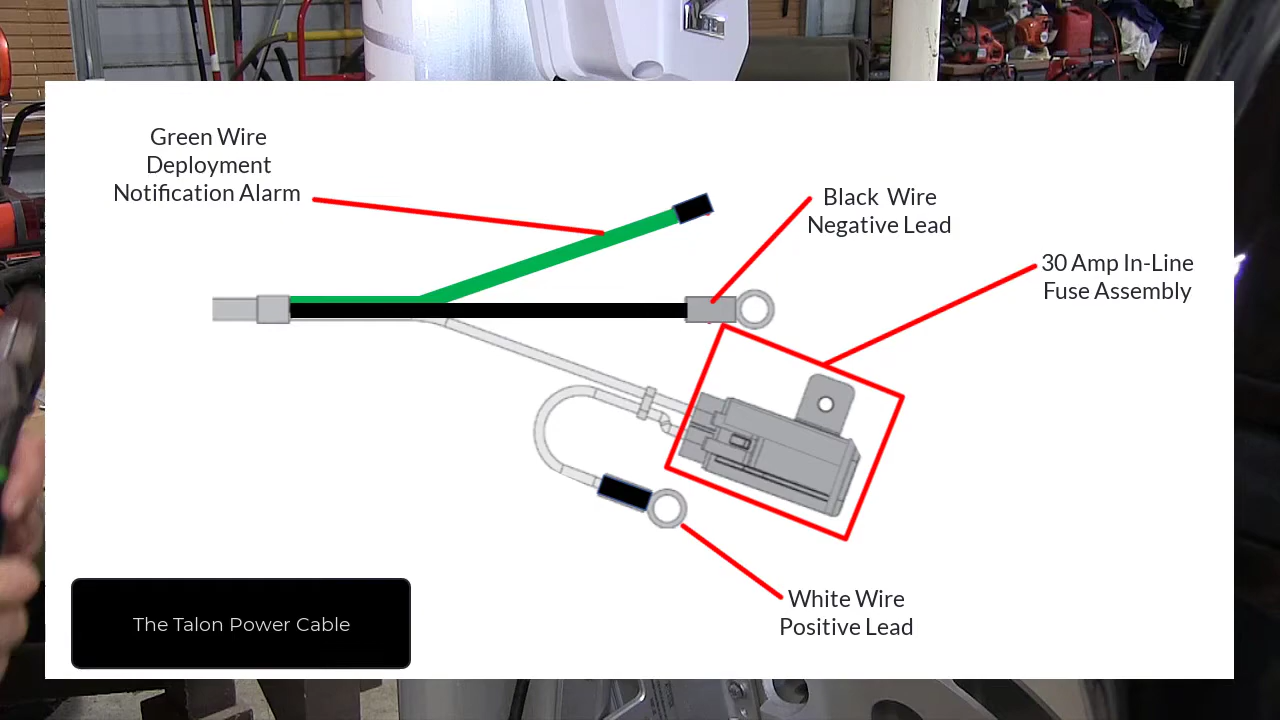 Green Wire
Deployment
Notification Alarm
Black Wire
Negative Lead
30 Amp In-Line
Fuse Assembly
White Wire
Positive Lead
The Talon Power Cable